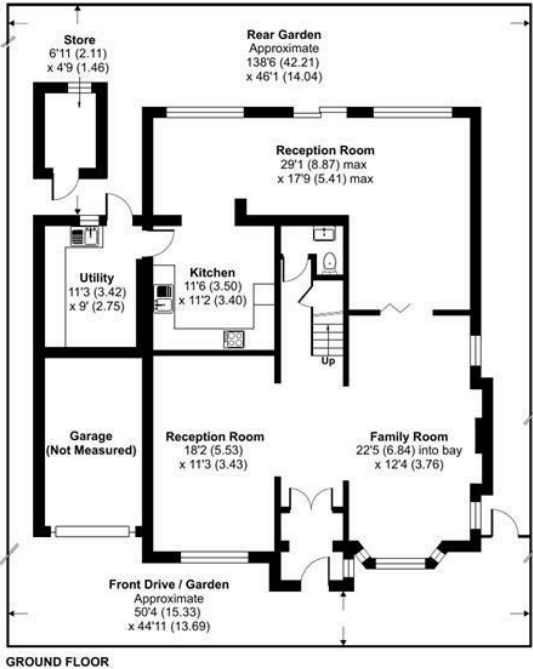 Store
6'11 (2.11)
x 4'9 (1.46)
Rear Garden
Approximate
138'6 (42.21)
x 46'1 (14.04)
Reception Room
29'1 (8.87) max
x 17'9 (5.41) max
Utility
11'3 (3.42)
x 9' (2.75)
Kitchen
11'6 (3.50)
x 11'2 (3.40)
Up
Garage
(Not Measured)
Reception Room
18'2 (5.53)
x 11'3 (3.43)
Family Room
22'5 (6.84) into bay
x 12'4 (3.76)
Front Drive / Garden
Approximate
50'4 (15.33)
x 44'11 (13.69)
GROUND FLOOR